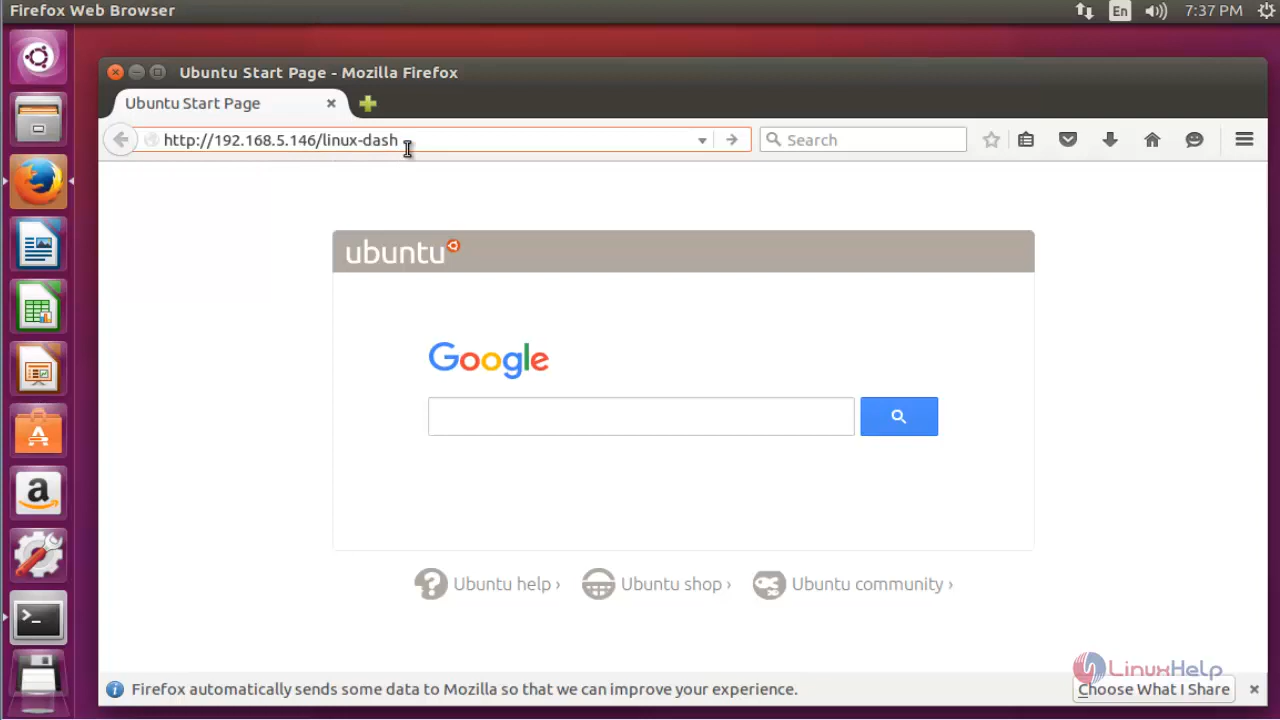 Firefox Web Browser
En
7:37 PM
Ubuntu Start Page - Mozilla Firefox
Ubuntu Start Page
http://192.168.5.146/linux-dash
Search
ubuntu
Google
Ubuntu help ›
Ubuntu shop ›
Ubuntu community ›
LinuxHelp
Firefox automatically sends some data to Mozilla so that we can improve your experience.
Choose What I Share